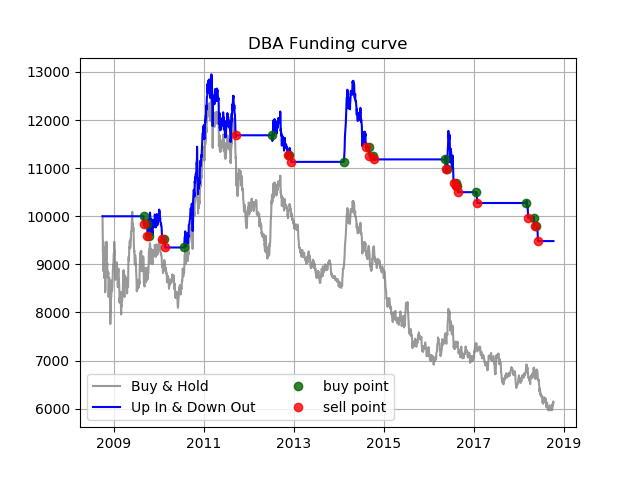 DBA Funding curve
13000
12000
11000
10000
9000
8000
7000
6000
Buy & Hold
Up In & Down Out
buy point
sell point
2009 2011 2013 2015 2017 2019